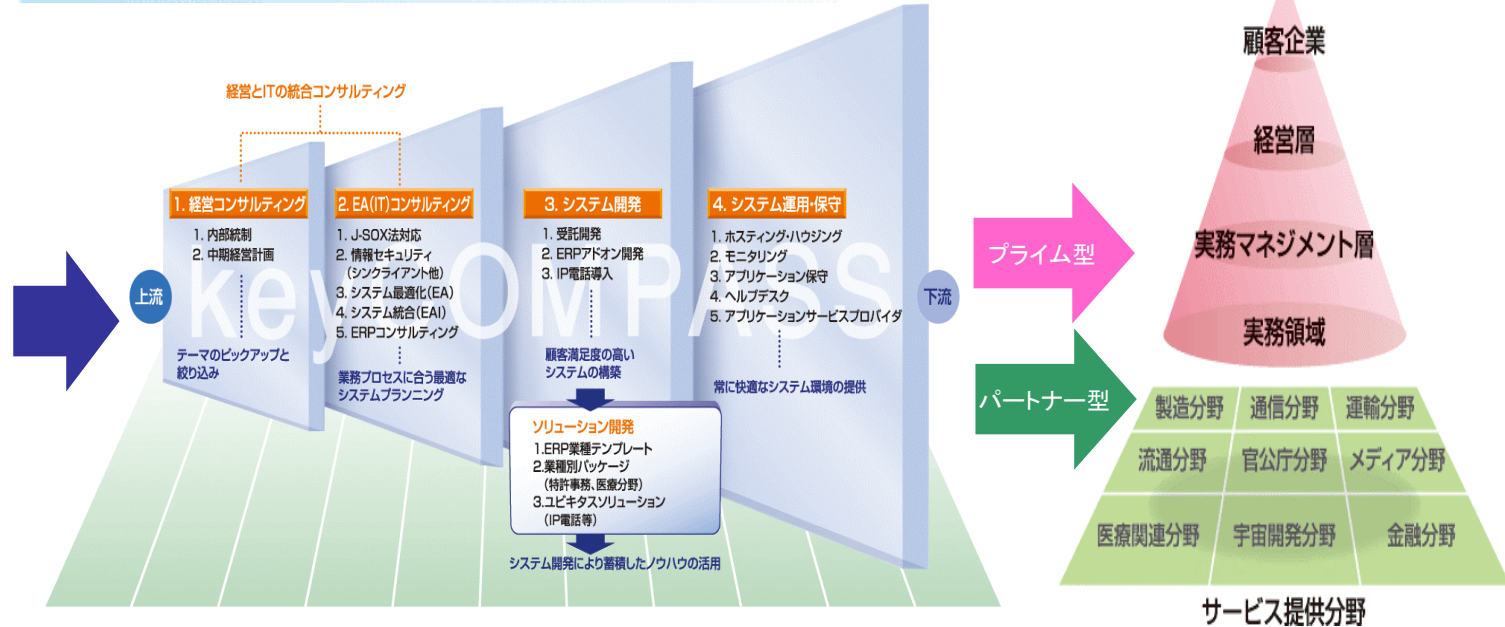 経営とITの統合コンサルティング
1. 経営コンサルティング
1. 内部統制
2. 中期経営計画
上流
テーマのピックアップと
絞り込み
2. EA(IT)コンサルティング
1. J-SOX法対応
2. 情報セキュリティ
(シンクライアント他)
3. システム最適化(EA)
4. システム統合(EAI)
5. ERPコンサルティング
業務プロセスに合う最適な
システムプランニング
3. システム開発
1. 受託開発
2. ERPアドオン開発
3. IP電話導入
顧客満足度の高い
システムの構築
ソリューション開発
1.ERP業種テンプレート
2.業種別パッケージ
(特許事務、医療分野)
3.ユビキタスソリューション
(IP電話等)
システム開発により蓄積したノウハウの活用
4. システム運用・保守
1. ホスティング・ハウジング
2. モニタリング
3. アプリケーション保守
4. ヘルプデスク
5. アプリケーションサービスプロバイダ
常に快適なシステム環境の提供
下流
keyCOMPASS
プライム型
パートナー型
顧客企業
経営層
実務マネジメント層
実務領域
製造分野 通信分野 運輸分野
流通分野 官公庁分野 メディア分野
医療関連分野 宇宙開発分野 金融分野
サービス提供分野